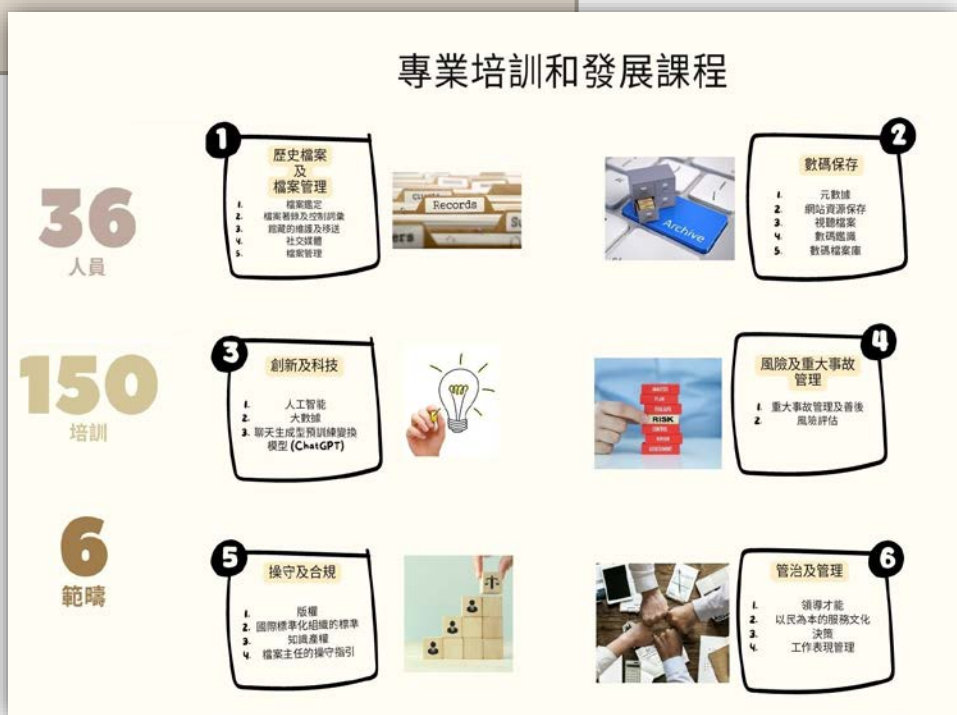 專業培訓和發展課程
36
人員
150
培訓
6
範疇
1
歷史檔案
及
檔案管理
1. 檔案鑑定
2. 檔案著錄及控制詞彙
3. 館藏的維護及移送
4. 社交媒體
5. 檔案管理
Records
2
數碼保存
1. 元數據
2. 網站資源保存
3. 視聽檔案
4. 數碼鑑識
5. 數碼檔案庫
Archive
3
創新及科技
1. 人工智能
2. 大數據
3. 聊天生成型預訓練變換
模型 (ChatGPT)
4
風險及重大事故
管理
1. 重大事故管理及善後
2. 風險評估
ANALYSIS
PLAN
EVALUATE
RISK
CONTROL
ASSESSMENT
5
操守及合規
1. 版權
2. 國際標準化組織的標準
3. 知識產權
4. 檔案主任的操守指引
6
管治及管理
1. 領導才能
2. 以民為本的服務文化
3. 決策
4. 工作表現管理